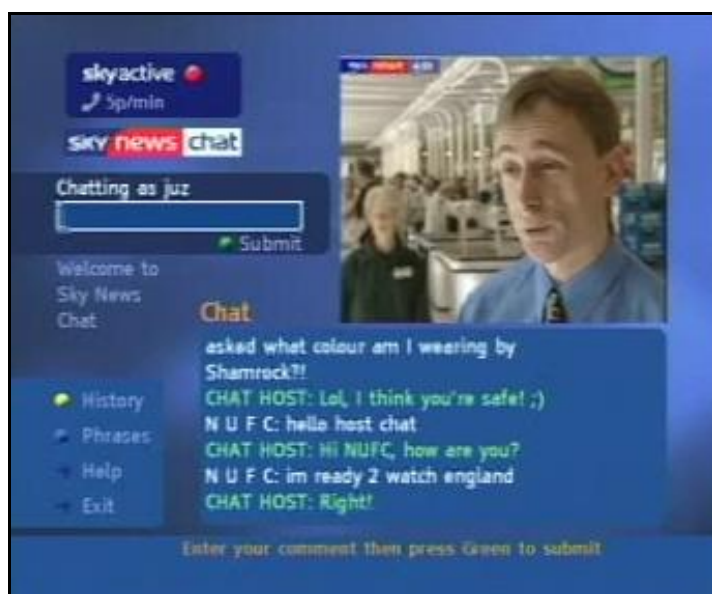 skyactive
5p/min
sky news chat
Chatting as juz
Submit
Welcome to
Sky News
Chat
Chat
asked what colour am I wearing by
Shamrock?!
CHAT HOST: Lol, I think you're safe! ;)
N U F C: hello host chat
CHAT HOST: Hi NUFC, how are you?
N U F C: im ready 2 watch england
CHAT HOST: Right!
History
Phrases
Help
Exit
Enter your comment then press Green to submit